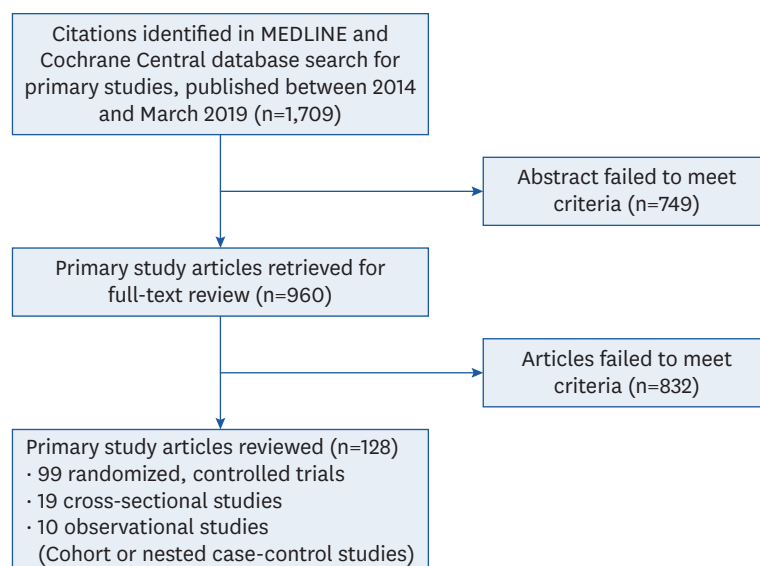 Citations identified in MEDLINE and
Cochrane Central database search for
primary studies, published between 2014
and March 2019 (n=1,709)
Abstract failed to meet
criteria (n=749)
Primary study articles retrieved for
full-text review (n=960)
Articles failed to meet
criteria (n=832)
Primary study articles reviewed (n=128)
· 99 randomized, controlled trials
· 19 cross-sectional studies
· 10 observational studies
(Cohort or nested case-control studies)